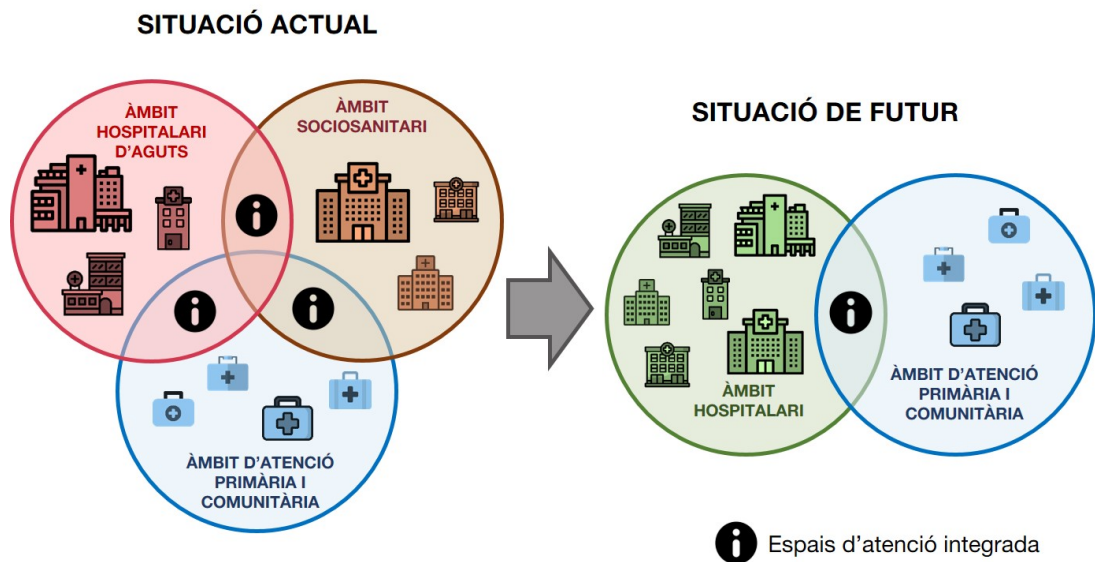 SITUACIÓ ACTUAL
ÀMBIT
HOSPITALARI
D'AGUTS
ÀMBIT
SOCIOSANITARI
ÀMBIT D'ATENCIÓ
PRIMÀRIA I
COMUNITÀRIA
SITUACIÓ DE FUTUR
ÀMBIT
HOSPITALARI
ÀMBIT D'ATENCIÓ
PRIMÀRIA I
COMUNITÀRIA
Espais d'atenció integrada